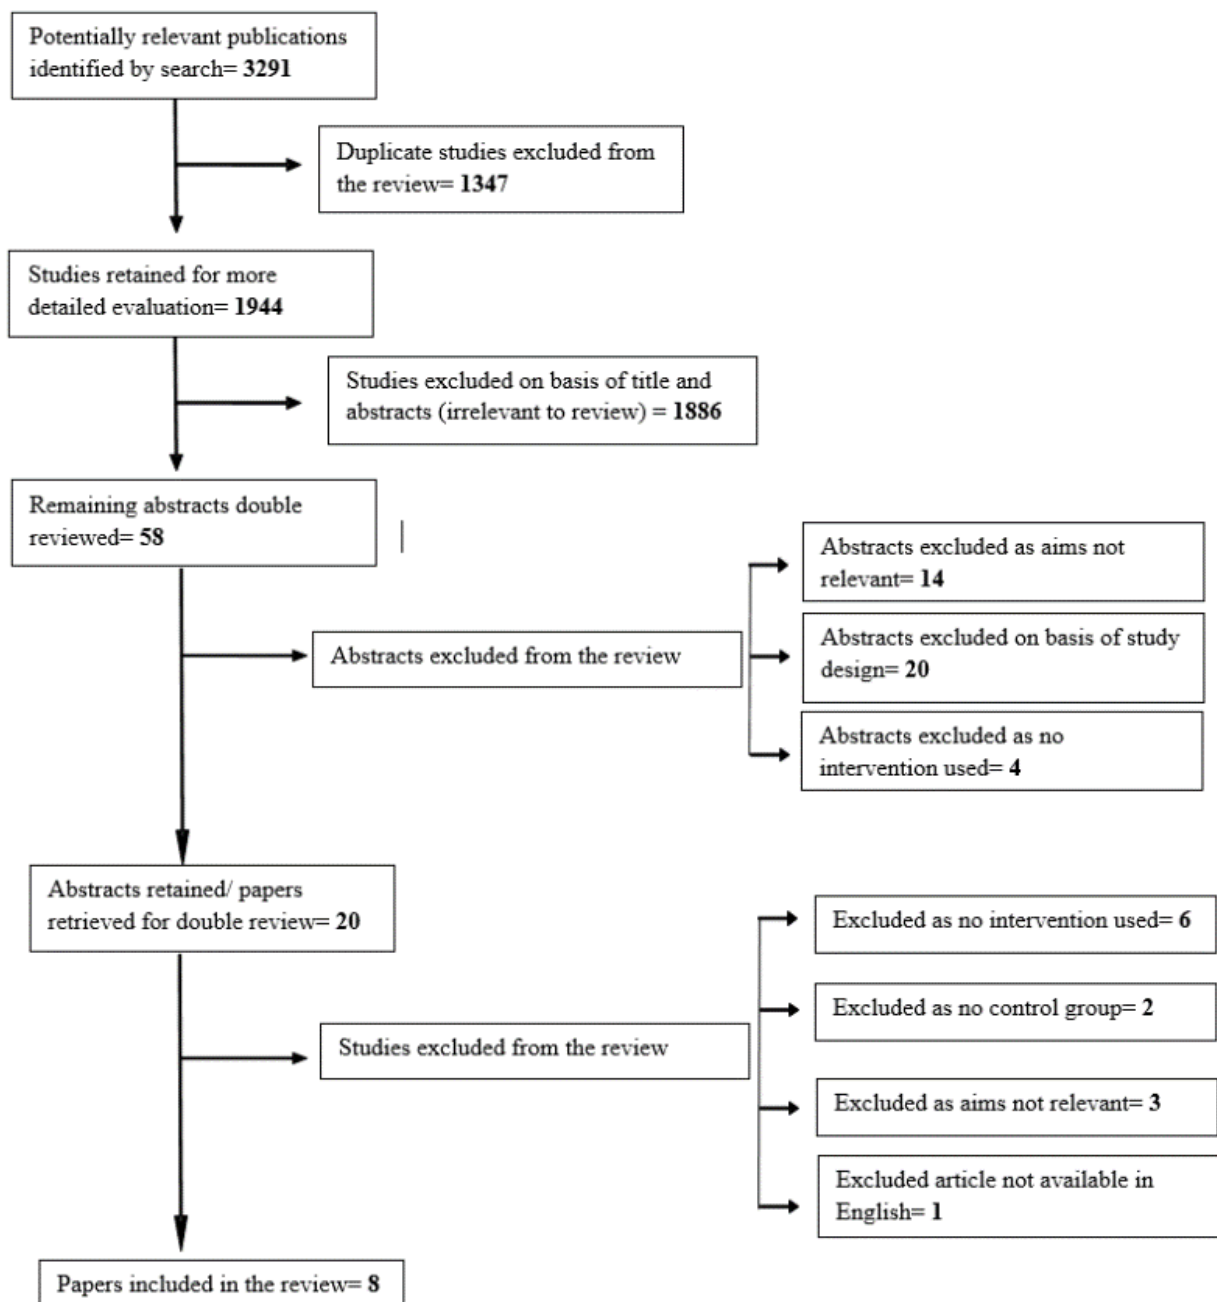 Potentially relevant publications
identified by search= 3291
Duplicate studies excluded from
the review= 1347
Studies retained for more
detailed evaluation= 1944
Studies excluded on basis of title and
abstracts (irrelevant to review) = 1886
Remaining abstracts double
reviewed= 58
Abstracts excluded from the review
Abstracts excluded as aims not
relevant= 14
Abstracts excluded on basis of study
design= 20
Abstracts excluded as no
intervention used= 4
Abstracts retained/ papers
retrieved for double review= 20
Studies excluded from the review
Excluded as no intervention used= 6
Excluded as no control group= 2
Excluded as aims not relevant= 3
Excluded article not available in
English= 1
Papers included in the review= 8